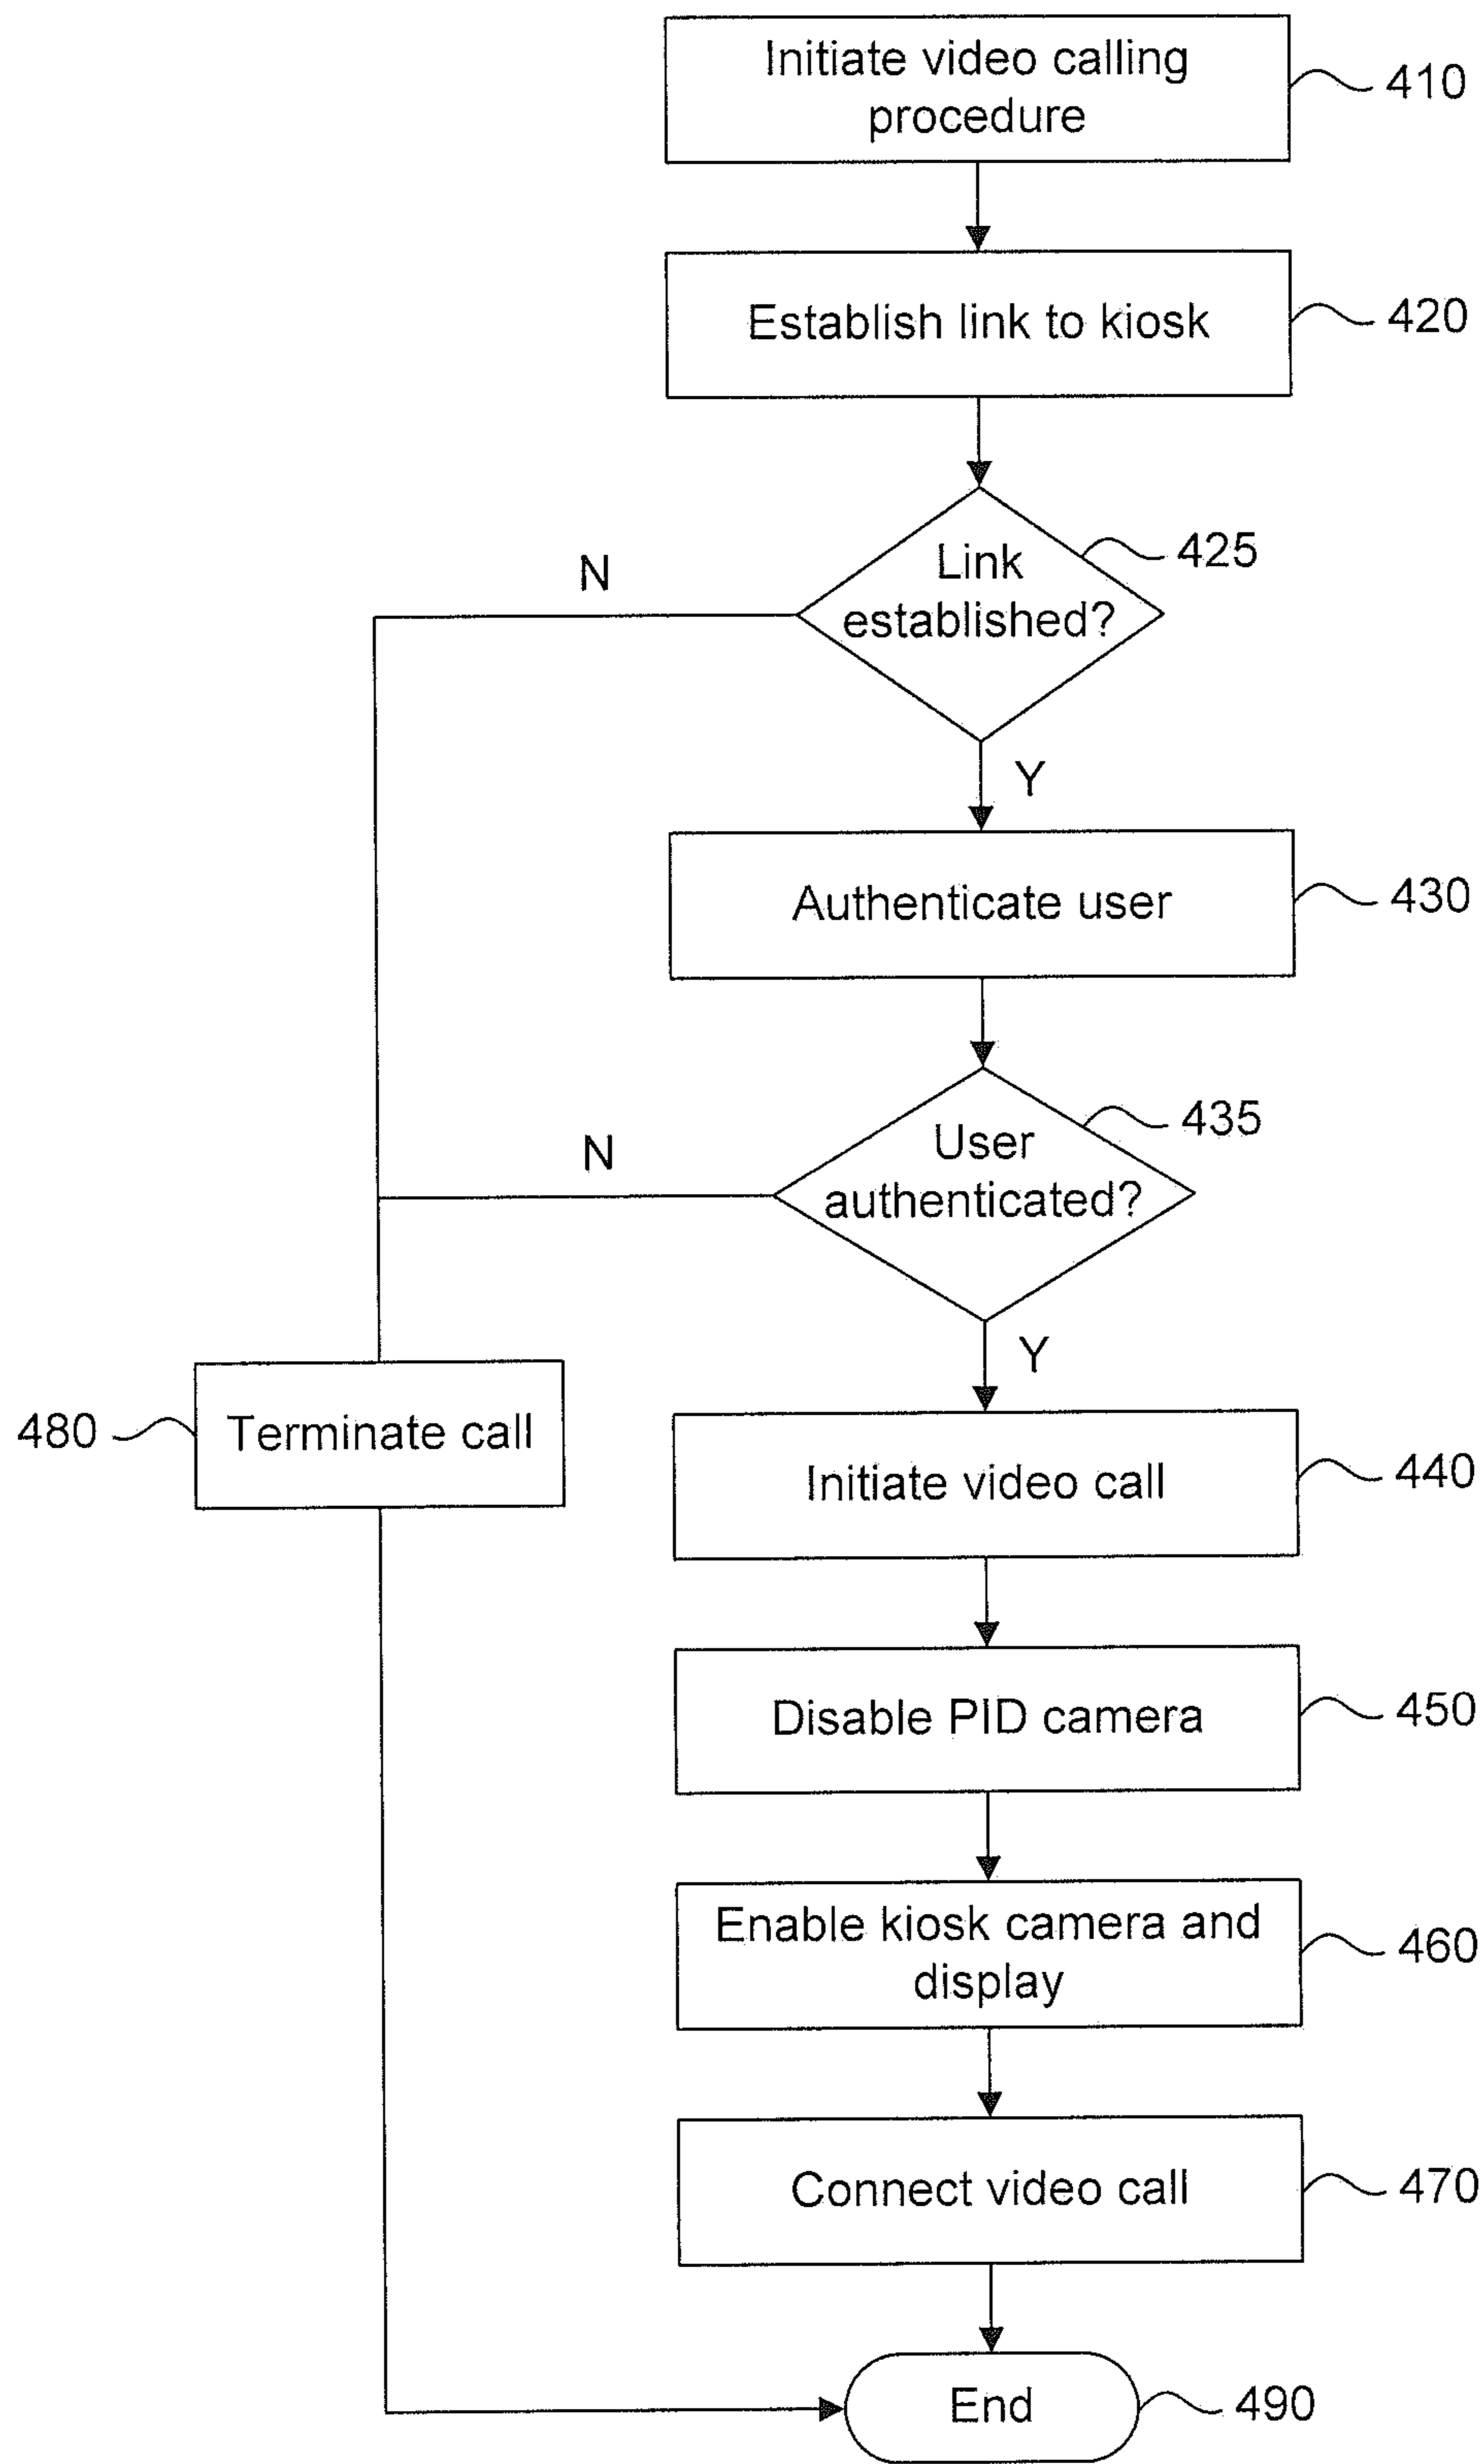 Initiate video calling
procedure
410
Establish link to kiosk
420
Link
established?
425
N
Y
Authenticate user
430
User
authenticated?
435
N
Y
480
Terminate call
Initiate video call
440
Disable PID camera
450
Enable kiosk camera and
display
460
Connect video call
470
End
490